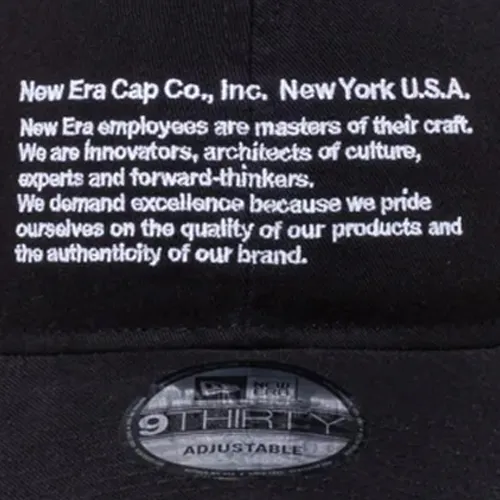 New Era Cap Co., Inc. New York U.S.A.
New Era employees are masters of their craft.
We are innovators, architects of culture,
experts and forward-thinkers.
We demand excellence because we pride
ourselves on the quality of our products and
the authenticity of our brand.
NEW ERA
9THIRTY
ADJUSTABLE